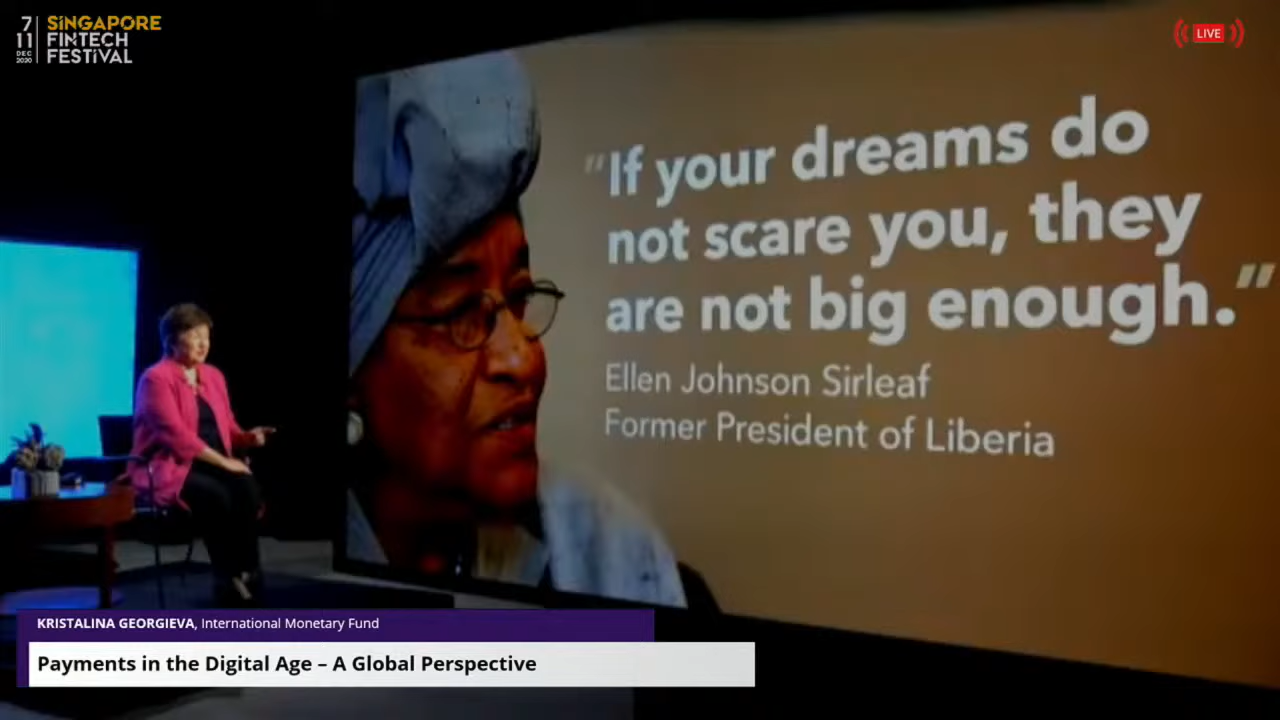 7
11
DEC
2020
SiNGAPORE
FiNTECH
FESTiVAL
LIVE
"If your dreams do
not scare you, they
are not big enough."
Ellen Johnson Sirleaf
Former President of Liberia
KRISTALINA GEORGIEVA, International Monetary Fund
Payments in the Digital Age – A Global Perspective